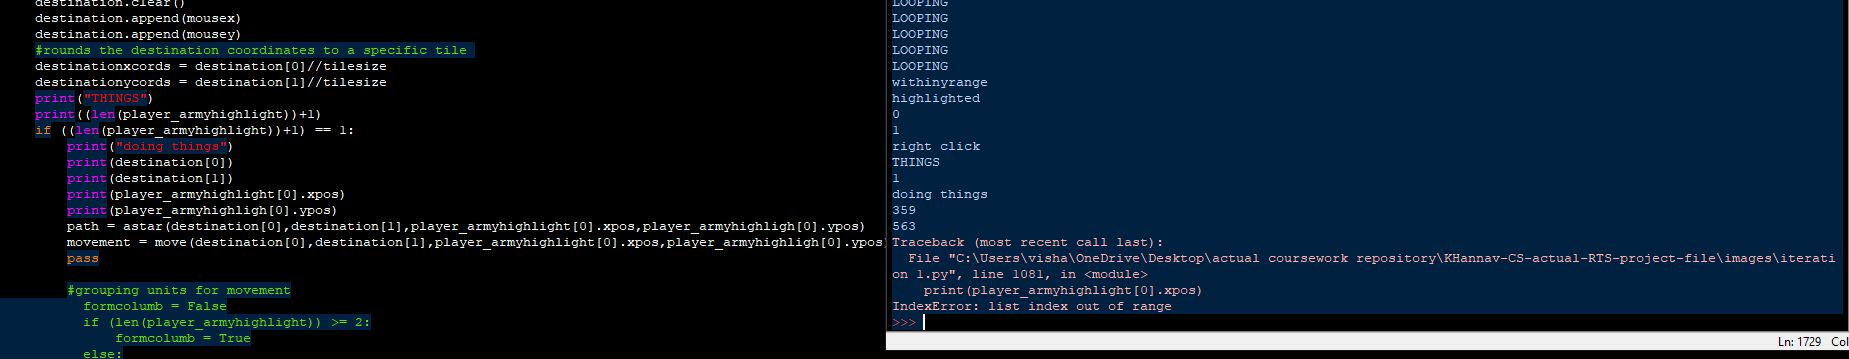 destination.clear()
destination.append(mousex)
destination.append(mousey)
#rounds the destination coordinates to a specific tile
destinationxcords = destination[0]//tilesize
destinationycords = destination[1]//tilesize
print("THINGS")
print((len(player_armyhighlight))+1)
if ((len(player_armyhighlight))+1) == 1:
print("doing things")
print(destination[0])
print(destination[1])
print(player_armyhighlight[0].xpos)
print(player_armyhighligh[0].ypos)
path = astar(destination[0],destination[1],player_armyhighlight[0].xpos,player_armyhighligh[0].ypos)
movement = move(destination[0],destination[1],player_armyhighlight[0].xpos,player_armyhighligh[0].ypos
pass
#grouping units for movement
formcolumb = False
if (len(player_armyhighlight)) >= 2:
formcolumb = True
else:
LOOPING
LOOPING
LOOPING
LOOPING
LOOPING
withinyrange
highlighted
0
1
right click
THINGS
1
doing things
359
563
Traceback (most recent call last):
File "C:\Users\visha\OneDrive\Desktop\actual coursework repository\KHannav-CS-actual-RTS-project-file\images\iterati
on 1.py", line 1081, in <module>
print(player_armyhighlight[0].xpos)
IndexError: list index out of range
>>>
Ln: 1729 Col